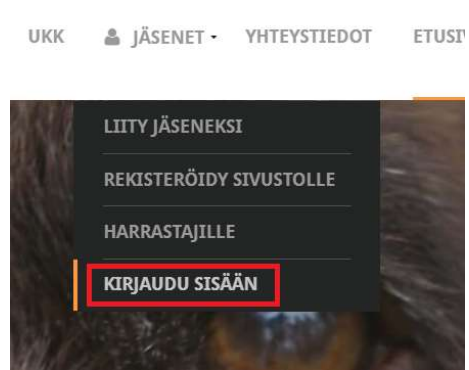 UKK JÄSENET YHTEYSTIEDOT
LIITY JÄSENEKSI
REKISTERÖIDY SIVUSTOLLE
HARRASTAJILLE
KIRJAUDU SISÄÄN